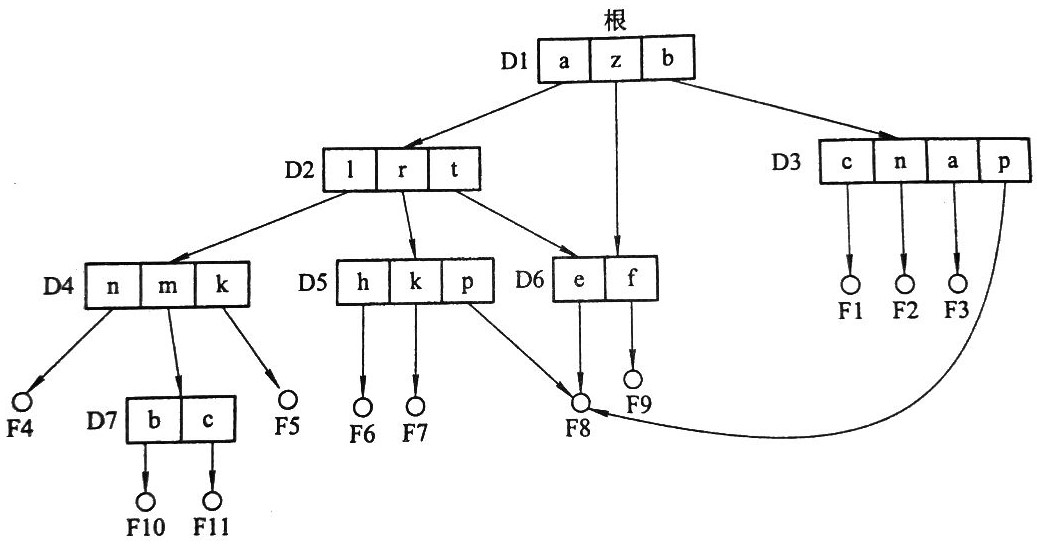 根
D1 a z b
D2 l r t
D3 c n a p
D4 n m k
D5 h k p
D6 e f
F1 F2 F3
F4
D7 b c
F5
F6 F7
F8
F9
F10 F11